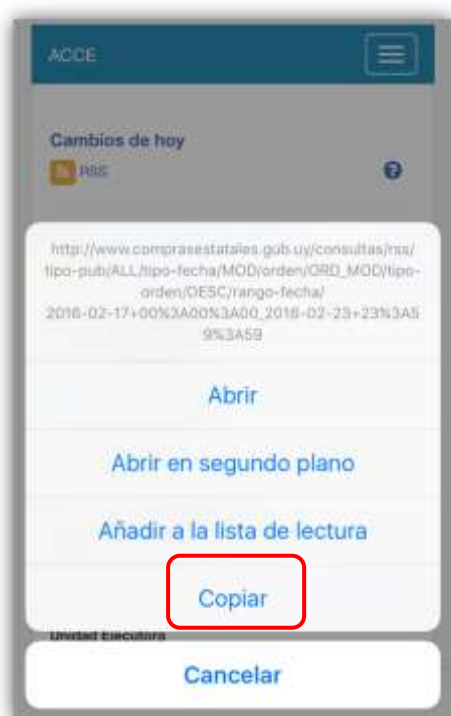 ACCE
Cambios de hoy
RSS
?
http://www.comprasestatales.gub.uy/consultas/rss/
tipo-pub/ALL/tipo-fecha/MOD/orden/ORD_MOD/tipo-
orden/DESC/rango-fecha/
2016-02-17+00%3A00%3A00_2016-02-23+23%3A5
9%3A59
Abrir
Abrir en segundo plano
Añadir a la lista de lectura
Copiar
Unidad Ejecutora
Cancelar